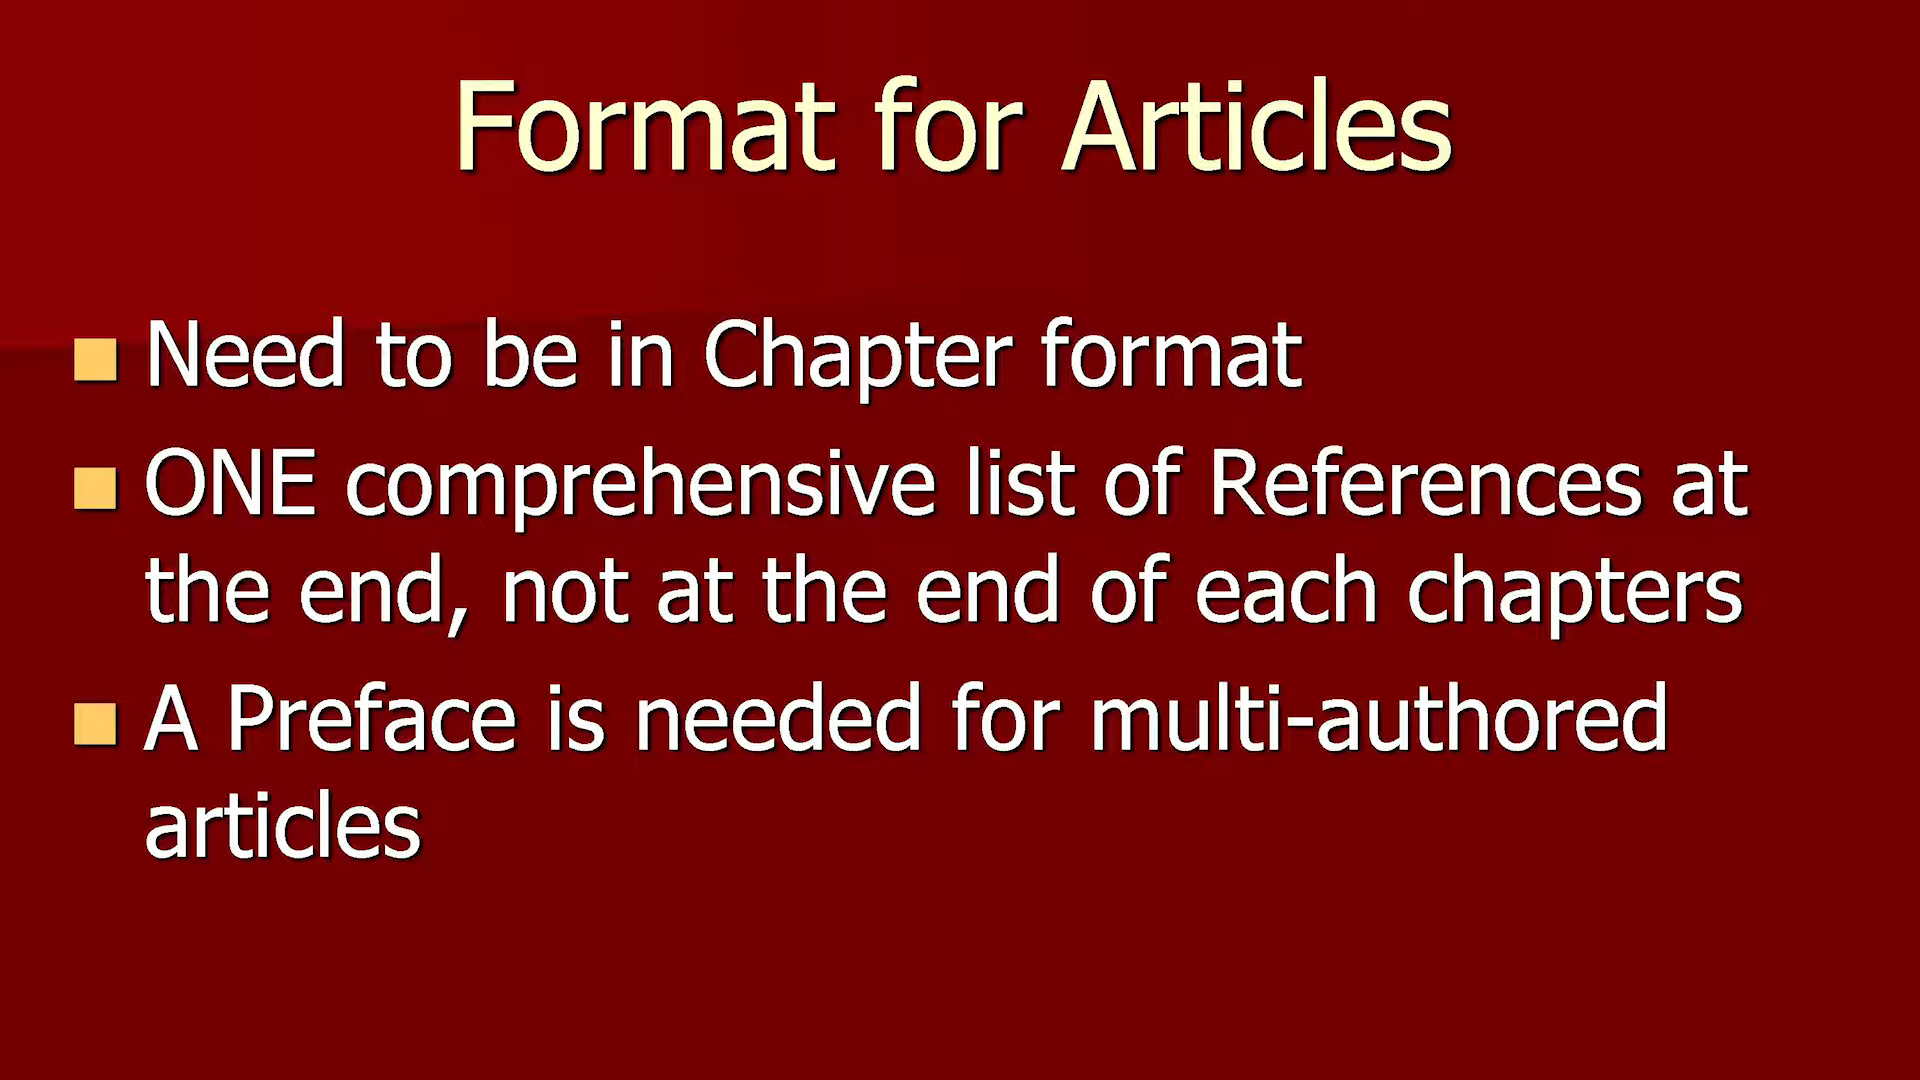 Format for Articles
Need to be in Chapter format
ONE comprehensive list of References at
the end, not at the end of each chapters
A Preface is needed for multi-authored
articles